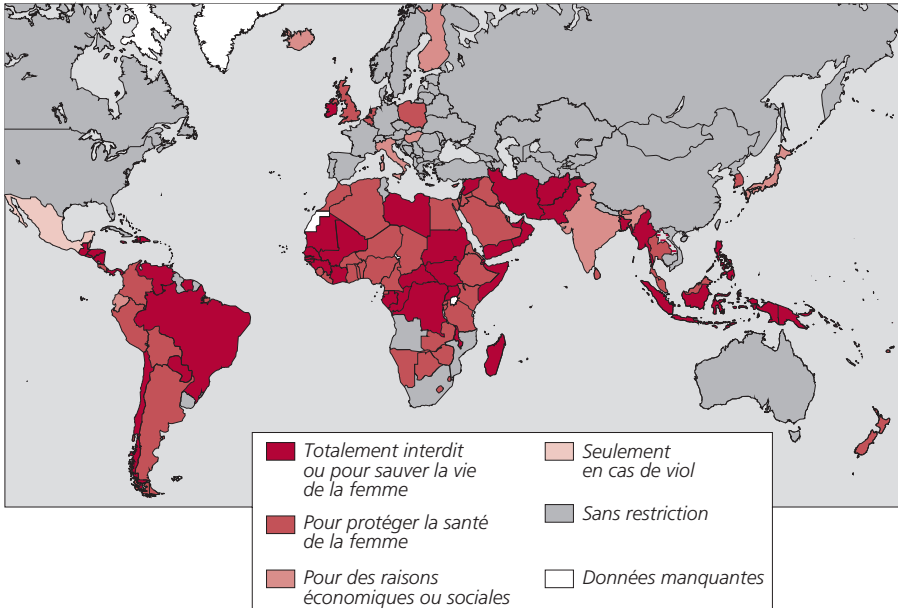 Totalement interdit
ou pour sauver la vie
de la femme
Pour protéger la santé
de la femme
Pour des raisons
économiques ou sociales
Seulement
en cas de viol
Sans restriction
Données manquantes